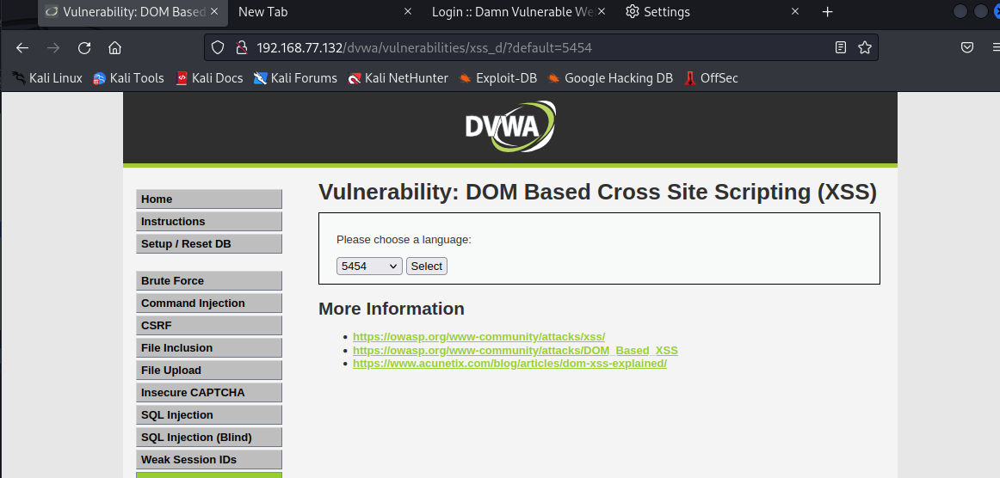 Vulnerability: DOM Based
New Tab
Login :: Damn Vulnerable We
Settings
192.168.77.132/dvwa/vulnerabilities/xss_d/?default=5454
Kali Linux Kali Tools Kali Docs Kali Forums Kali NetHunter Exploit-DB Google Hacking DB OffSec
DVWA
Home
Instructions
Setup / Reset DB
Brute Force
Command Injection
CSRF
File Inclusion
File Upload
Insecure CAPTCHA
SQL Injection
SQL Injection (Blind)
Weak Session IDs
Vulnerability: DOM Based Cross Site Scripting (XSS)
Please choose a language:
5454 Select
More Information
https://owasp.org/www-community/attacks/xss/
https://owasp.org/www-community/attacks/DOM_Based_XSS
https://www.acunetix.com/blog/articles/dom-xss-explained/